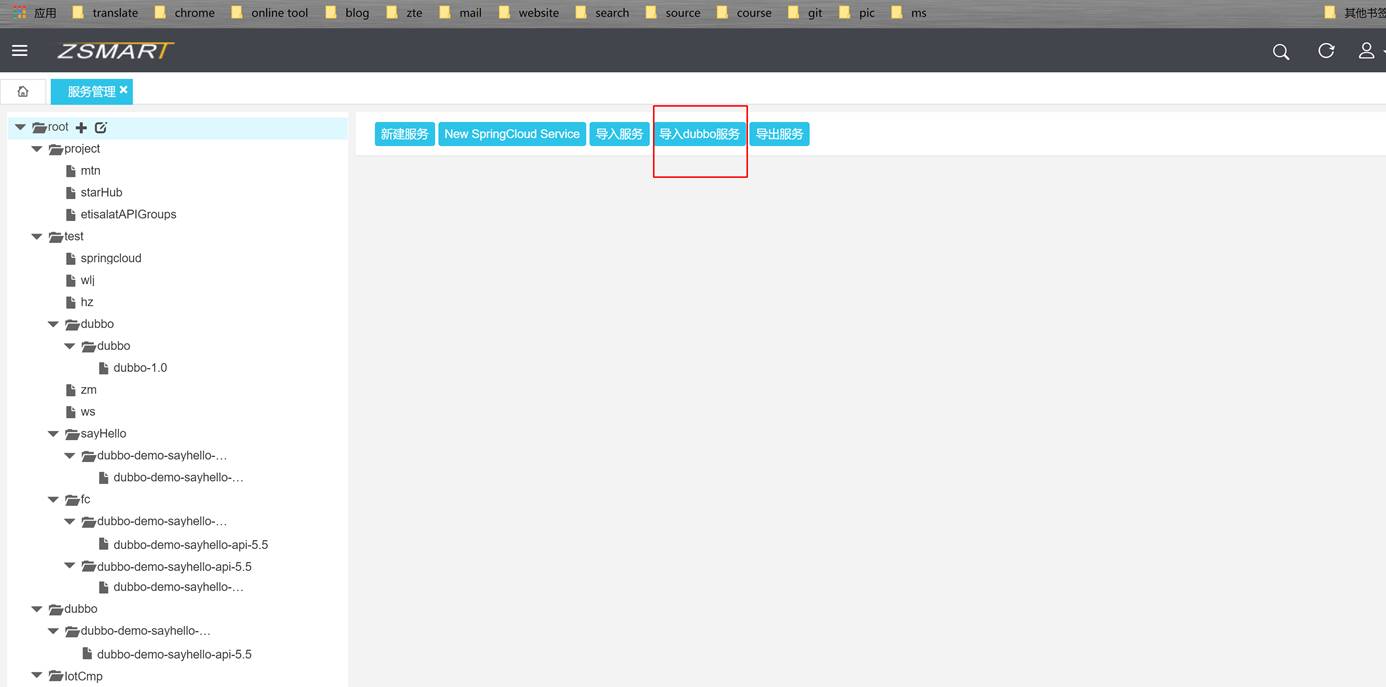 应用 translate chrome online tool blog zte mail website search source course git pic ms 其他书签
ZSMART
服务管理
新建服务 New SpringCloud Service 导入服务 导入dubbo服务 导出服务
root
project
mtn
starHub
etisalatAPIGroups
test
springcloud
wlj
hz
dubbo
dubbo
dubbo-1.0
zm
ws
sayHello
dubbo-demo-sayhello-…
dubbo-demo-sayhello-…
fc
dubbo-demo-sayhello-…
dubbo-demo-sayhello-api-5.5
dubbo-demo-sayhello-api-5.5
dubbo-demo-sayhello-…
dubbo
dubbo-demo-sayhello-…
dubbo-demo-sayhello-api-5.5
IotCmp